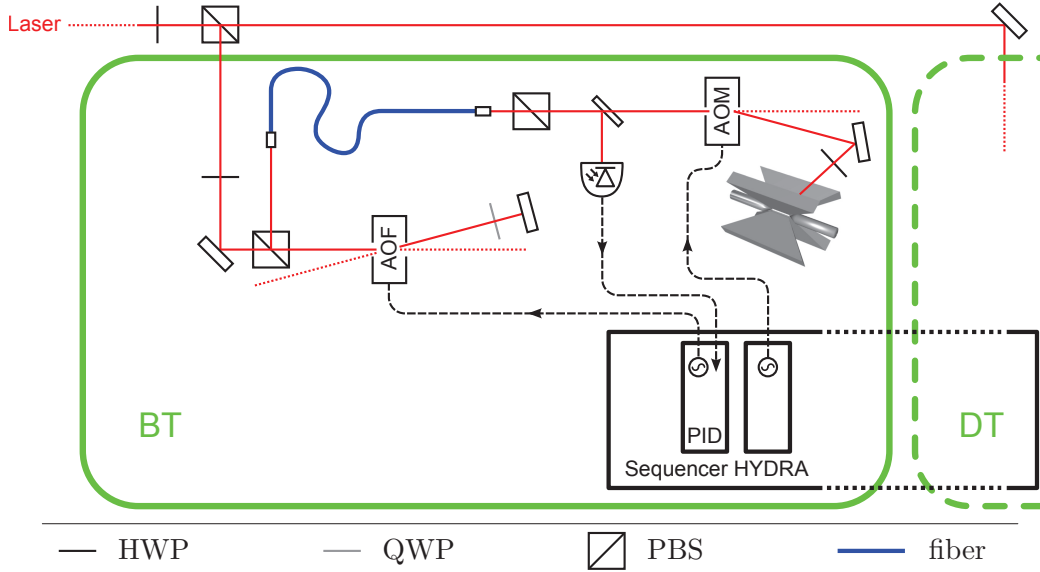 Laser
AOM
AOF
BT
DT
PID
Sequencer HYDRA
HWP
QWP
PBS
fiber